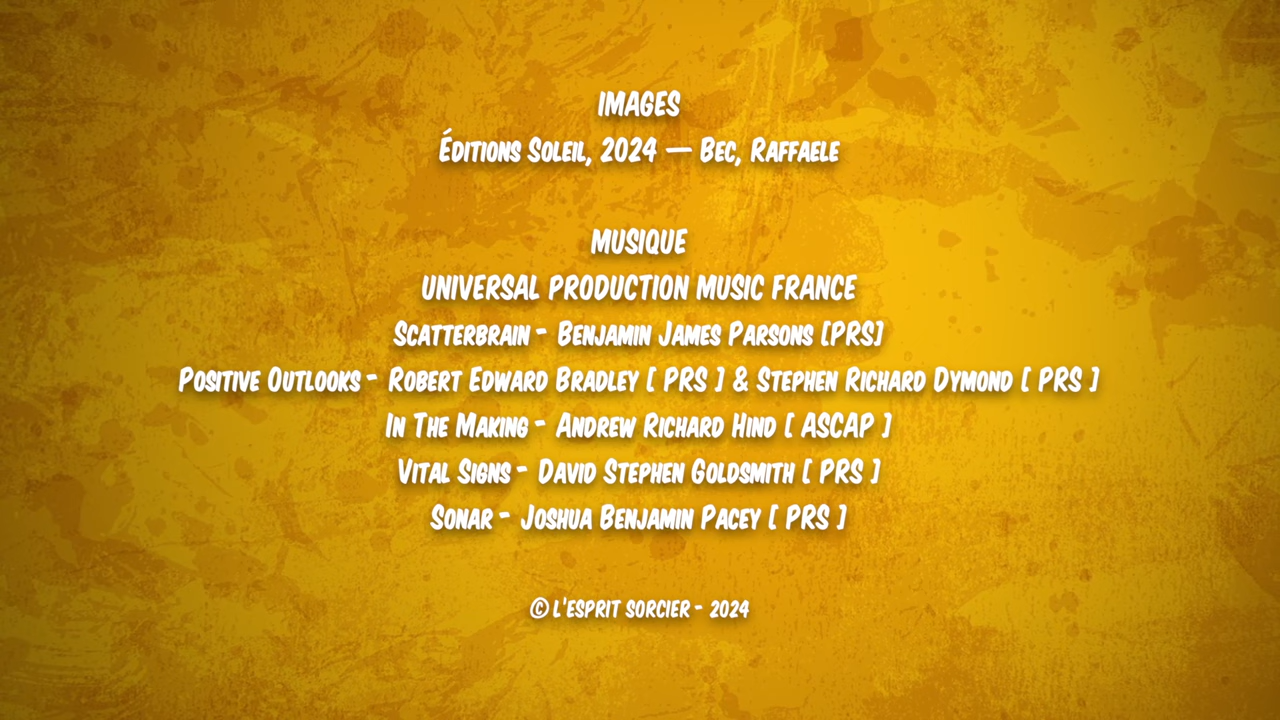 IMAGES
Éditions Soleil, 2024 — Bec, Raffaele
MUSIQUE
UNIVERSAL PRODUCTION MUSIC FRANCE
Scatterbrain - Benjamin James Parsons [PRS]
Positive Outlooks - Robert Edward Bradley [ PRS ] & Stephen Richard Dymond [ PRS ]
In The Making - Andrew Richard Hind [ ASCAP ]
Vital Signs - David Stephen Goldsmith [ PRS ]
Sonar - Joshua Benjamin Pacey [ PRS ]
© L'ESPRIT SORCIER - 2024